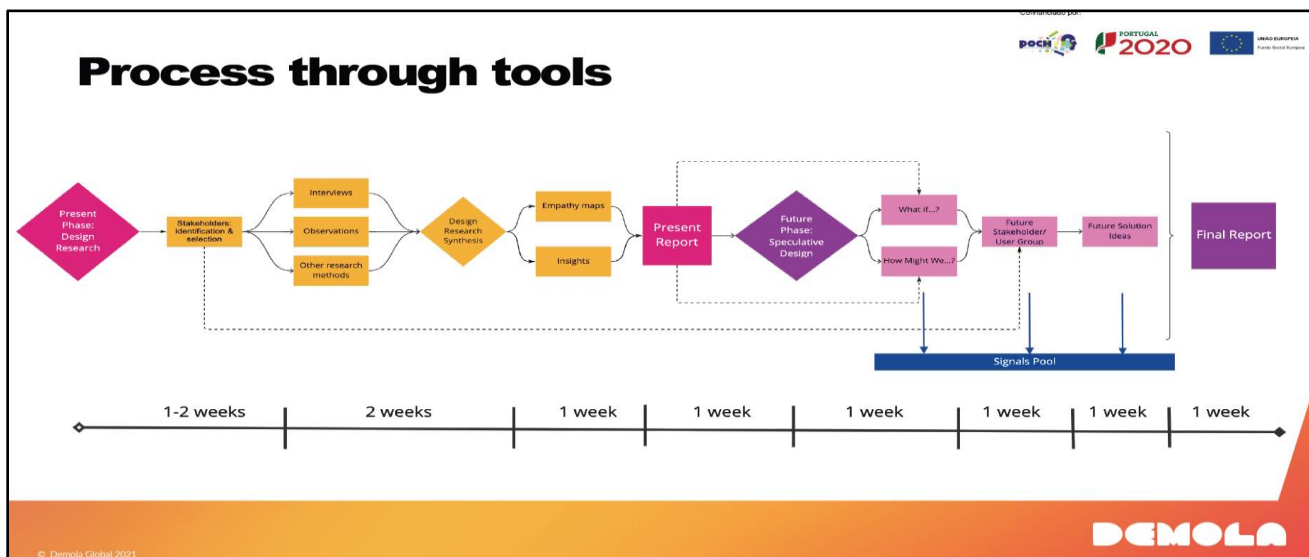 Cofinanciado por:
POCH
PORTUGAL
2020
UNIÃO EUROPEIA
Fundo Social Europeu
Process through tools
Present
Phase:
Design
Research
Stakeholders:
identification &
selection
Interviews
Observations
Other research
methods
Design
Research
Synthesis
Empathy maps
Insights
Present
Report
Future
Phase:
Speculative
Design
What if...?
How Might We...?
Future
Stakeholder/
User Group
Future Solution
Ideas
Final Report
Signals Pool
1-2 weeks
2 weeks
1 week
1 week
1 week
1 week
1 week
1 week
DEMOLA
© Demola Global 2021